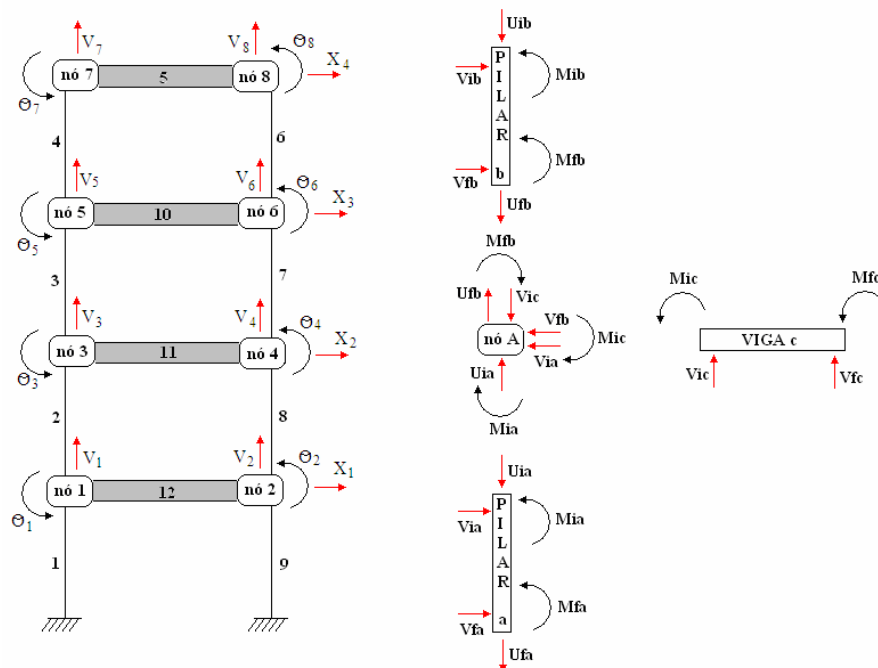 V7 V8 Θ8
nó 7 5 nó 8 X4
Θ7
4 6
V5 V6 Θ6
nó 5 10 nó 6 X3
Θ5
3 7
V3 V4 Θ4
nó 3 11 nó 4 X2
Θ3
2 8
V1 V2 Θ2
nó 1 12 nó 2 X1
Θ1
1 9
Uib
Vib PILAR b Mib
Vfb Mfb
Ufb
Mfb
Ufb Vic
Vfb
nó A Mic
Uia Via
Mia
Mic Mfc
VIGA c
Vic Vfc
Uia
Via PILAR a Mia
Vfa Mfa
Ufa